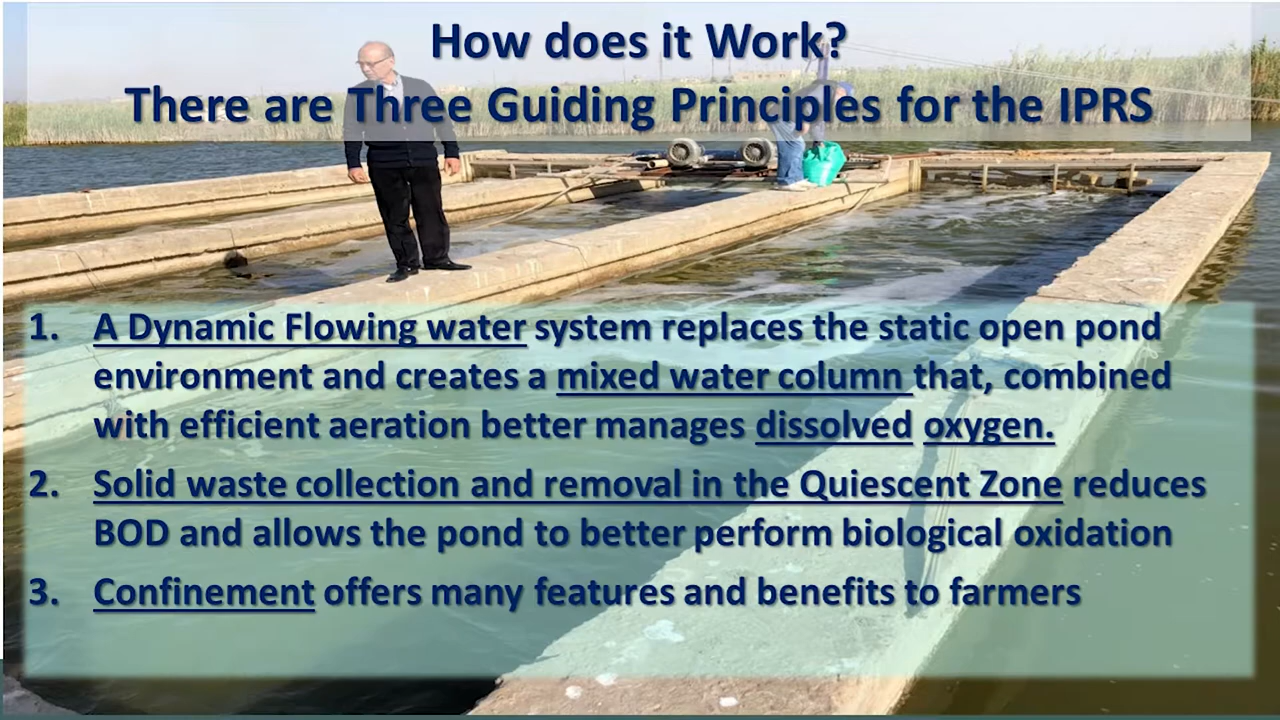 How does it Work?
There are Three Guiding Principles for the IPRS
1. A Dynamic Flowing water system replaces the static open pond
environment and creates a mixed water column that, combined
with efficient aeration better manages dissolved oxygen.
2. Solid waste collection and removal in the Quiescent Zone reduces
BOD and allows the pond to better perform biological oxidation
3. Confinement offers many features and benefits to farmers